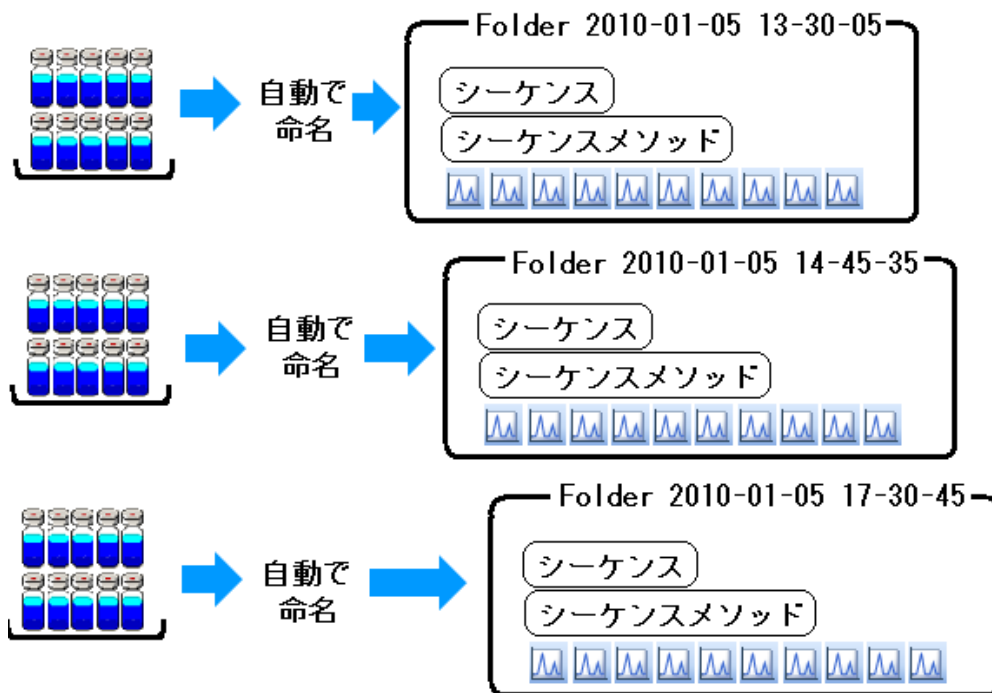 Folder 2010-01-05 13-30-05
自動で
命名
シーケンス
シーケンスメソッド
Folder 2010-01-05 14-45-35
自動で
命名
シーケンス
シーケンスメソッド
Folder 2010-01-05 17-30-45
自動で
命名
シーケンス
シーケンスメソッド